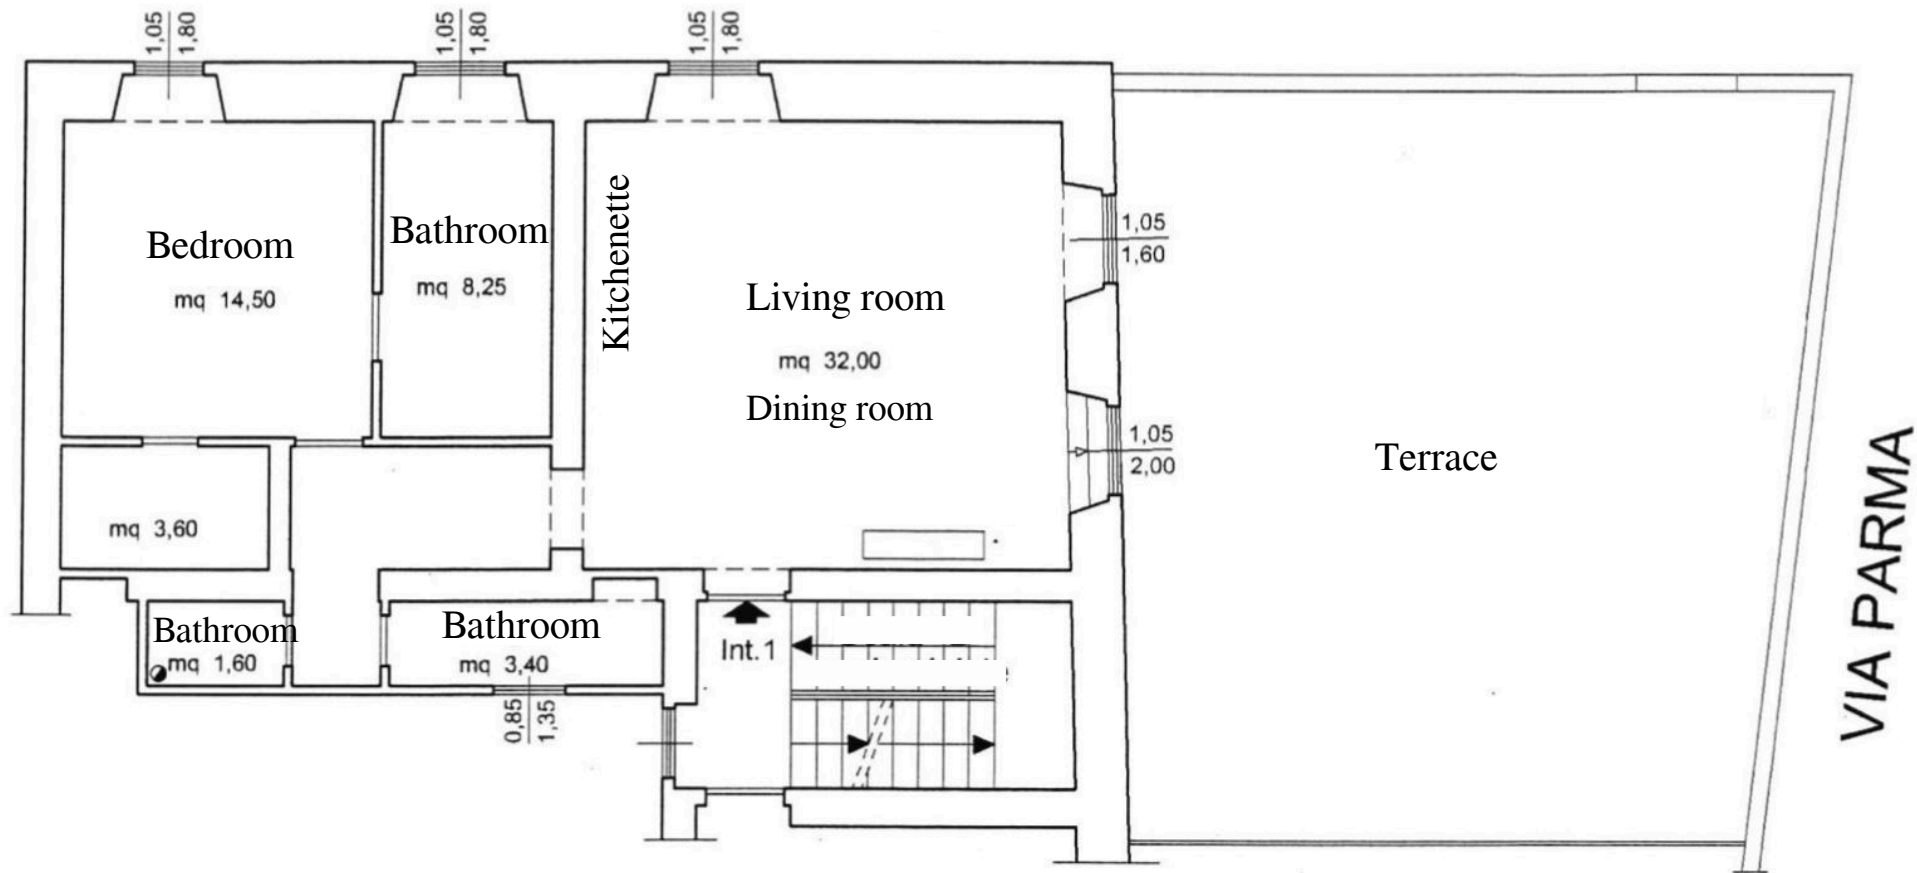 1,05
1,80
1,05
1,80
1,05
1,80
Bedroom
mq 14,50
Bathroom
mq 8,25
Kitchenette
Living room
mq 32,00
Dining room
1,05
1,60
1,05
2,00
Terrace
VIA PARMA
mq 3,60
Bathroom
mq 1,60
Bathroom
mq 3,40
0,85
1,35
Int.1